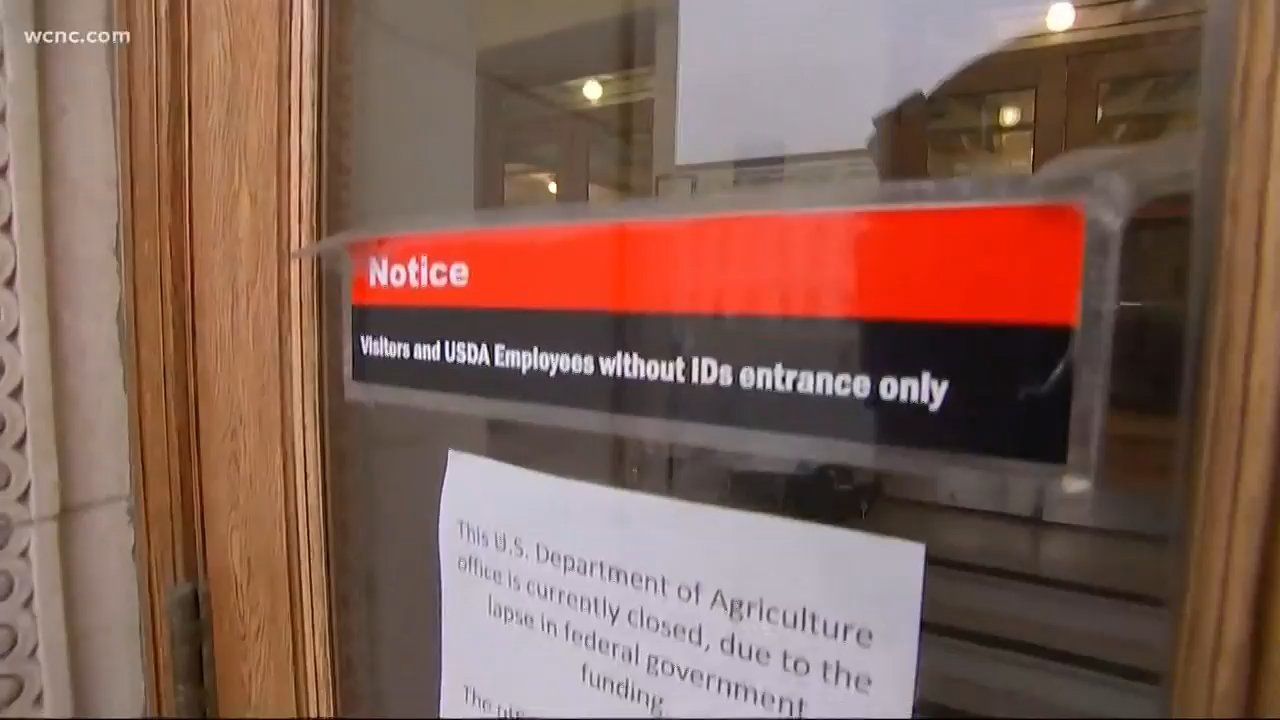 wcnc.com
Notice
Visitors and USDA Employees without IDs entrance only
This U.S. Department of Agriculture
office is currently closed, due to the
lapse in federal government
funding
The